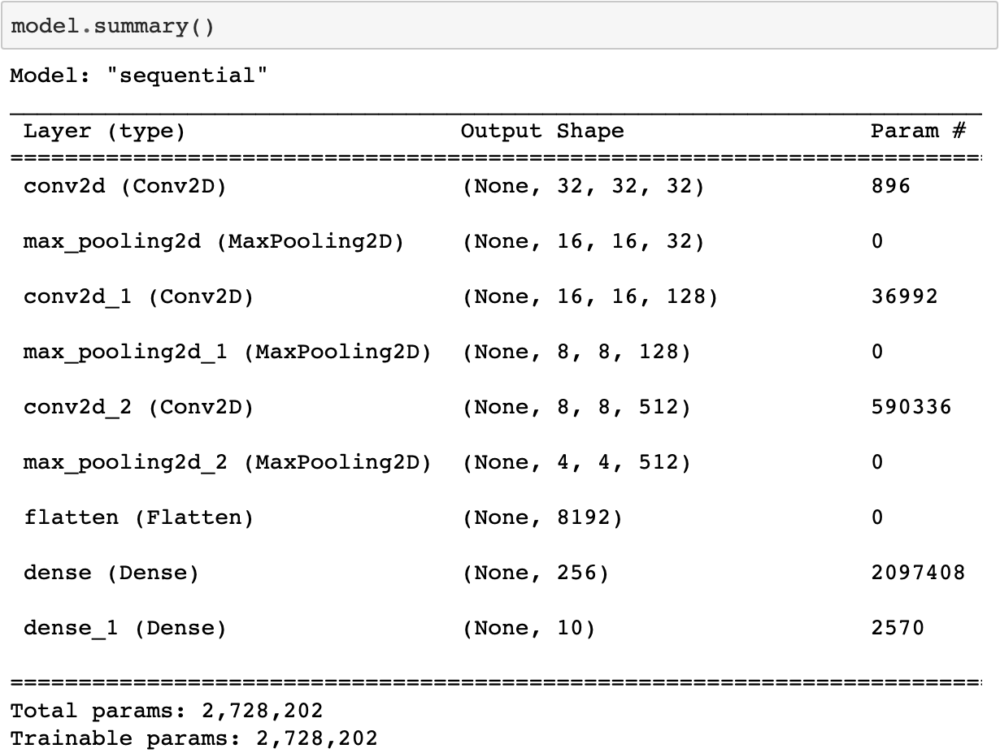 model.summary()
Model: "sequential"
Layer (type) Output Shape Param #
conv2d (Conv2D) (None, 32, 32, 32) 896
max_pooling2d (MaxPooling2D) (None, 16, 16, 32) 0
conv2d_1 (Conv2D) (None, 16, 16, 128) 36992
max_pooling2d_1 (MaxPooling2D) (None, 8, 8, 128) 0
conv2d_2 (Conv2D) (None, 8, 8, 512) 590336
max_pooling2d_2 (MaxPooling2D) (None, 4, 4, 512) 0
flatten (Flatten) (None, 8192) 0
dense (Dense) (None, 256) 2097408
dense_1 (Dense) (None, 10) 2570
Total params: 2,728,202
Trainable params: 2,728,202